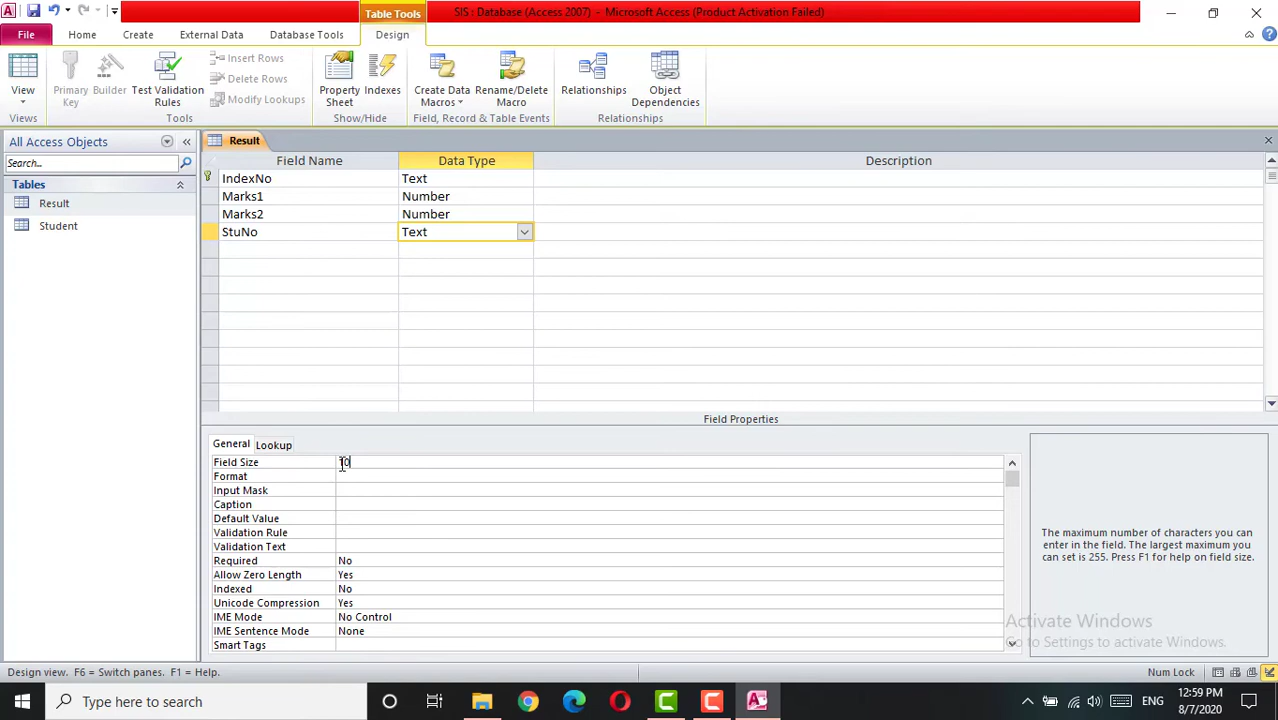 SIS : Database (Access 2007) - Microsoft Access (Product Activation Failed)
Table Tools
File Home Create External Data Database Tools Design
View
Primary Key
Builder
Test Validation Rules
Insert Rows
Delete Rows
Modify Lookups
Property Sheet
Indexes
Create Data Macros
Rename/Delete Macro
Relationships
Object Dependencies
Views Tools Show/Hide Field, Record & Table Events Relationships
All Access Objects
Search..
Tables
Result
Student
Result
Field Name Data Type Description
IndexNo Text
Marks1 Number
Marks2 Number
StuNo Text
Field Properties
General Lookup
Field Size
Format
Input Mask
Caption
Default Value
Validation Rule
Validation Text
Required No
Allow Zero Length Yes
Indexed No
Unicode Compression Yes
IME Mode No Control
IME Sentence Mode None
Smart Tags
The maximum number of characters you
can enter in the field. The largest maximum you
can set is 255. Press F1 for help on field size.
Activate Windows
Go to Settings to activate Windows.
Design view. F6 = Switch panes. F1 = Help.
Num Lock
Type here to search
ENG
12:59 PM
8/7/2020